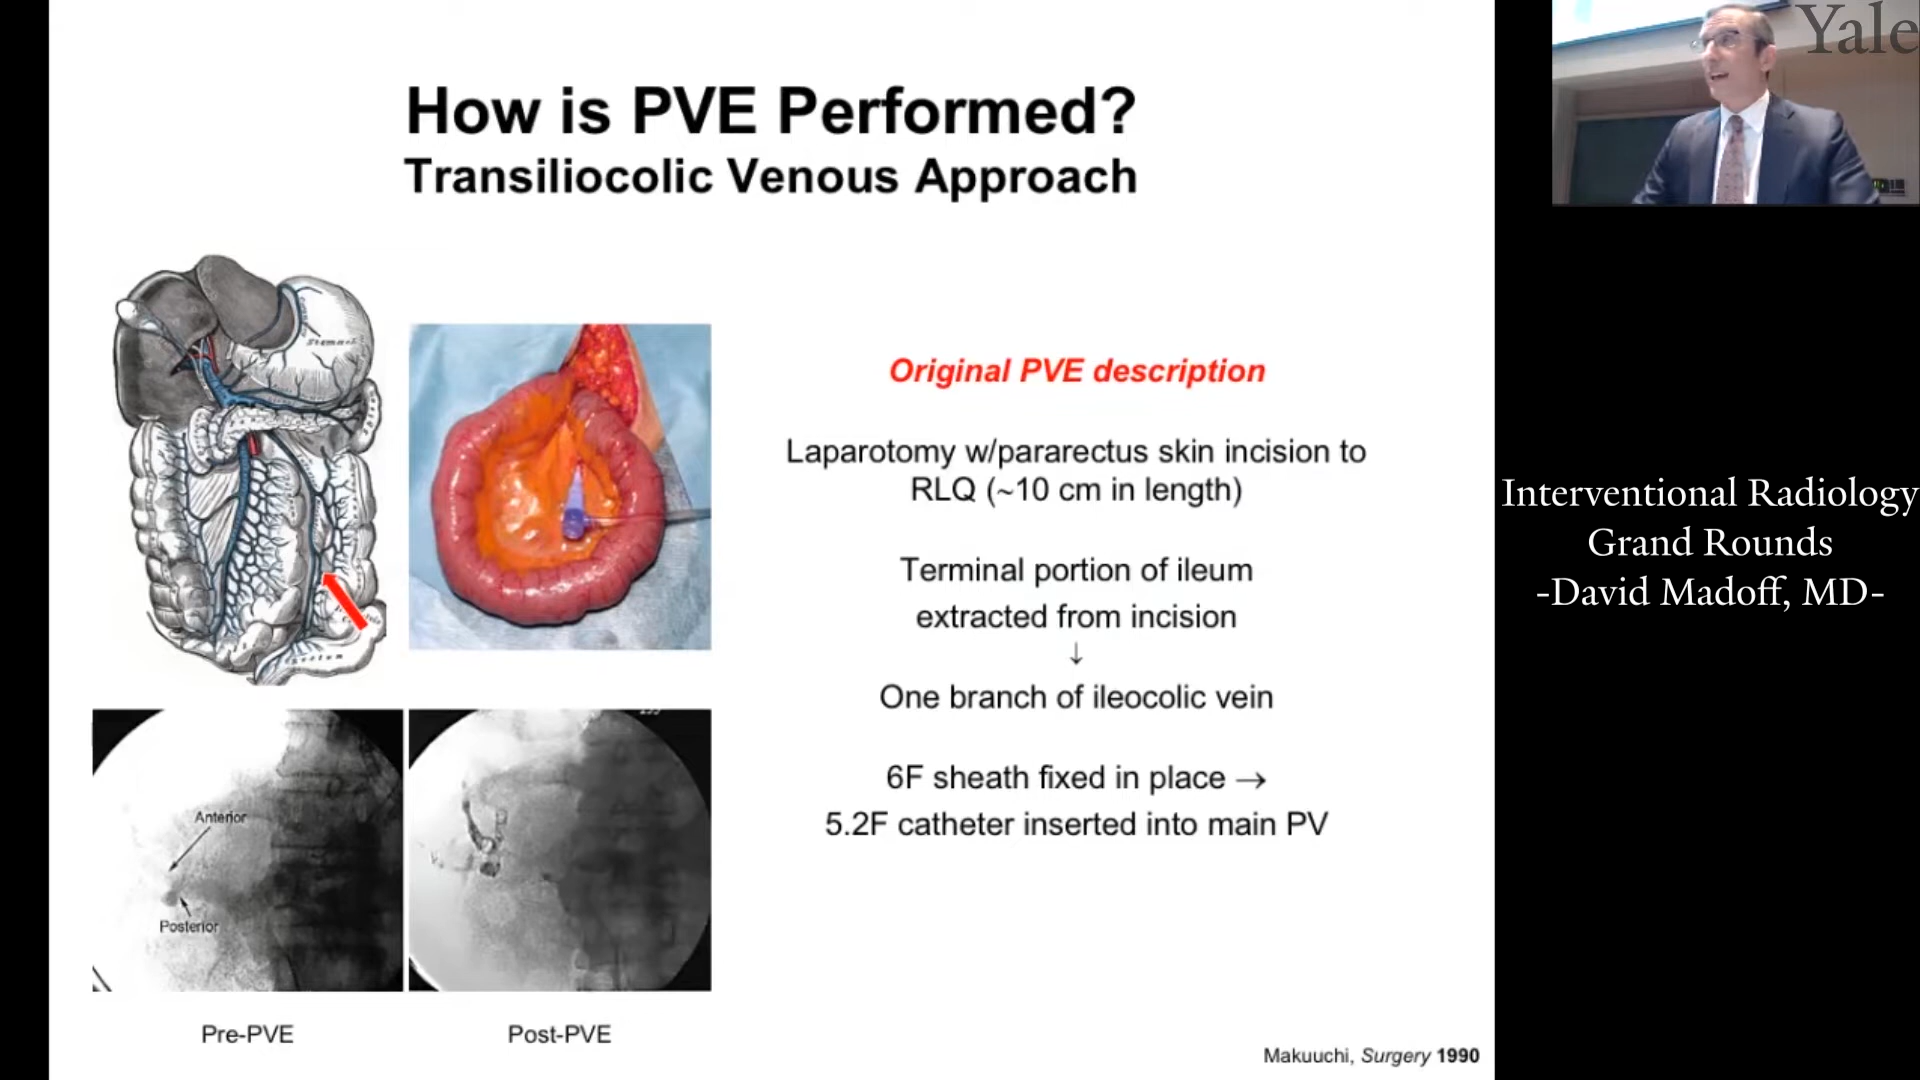 How is PVE Performed?
Transiliocolic Venous Approach
Original PVE description
Laparotomy w/pararectus skin incision to
RLQ (~10 cm in length)
Terminal portion of ileum
extracted from incision
↓
One branch of ileocolic vein
6F sheath fixed in place →
5.2F catheter inserted into main PV
Anterior
Posterior
Pre-PVE
Post-PVE
Makuuchi, Surgery 1990
Yale
Interventional Radiology
Grand Rounds
-David Madoff, MD-